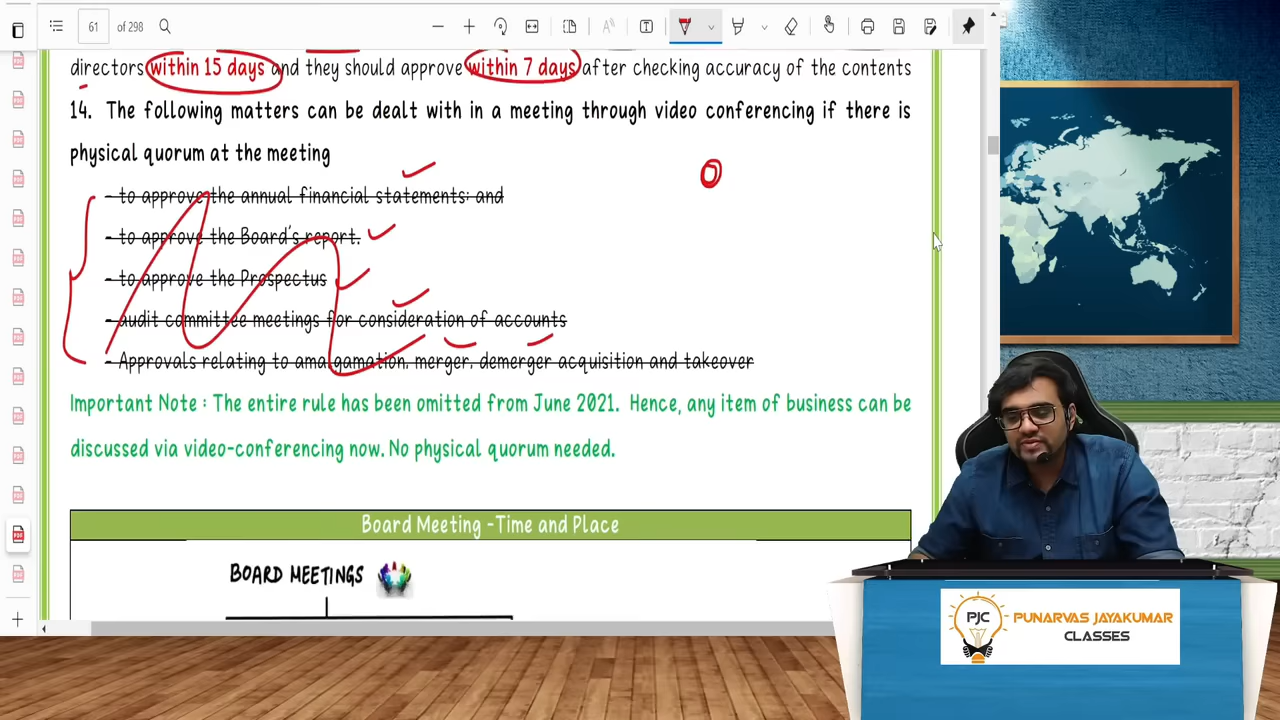 61 of 298
directors within 15 days and they should approve within 7 days after checking accuracy of the contents
14. The following matters can be dealt with in a meeting through video conferencing if there is
physical quorum at the meeting
- to approve the annual financial statements; and
- to approve the Board's report.
- to approve the Prospectus
- audit committee meetings for consideration of accounts
- Approvals relating to amalgamation, merger, demerger acquisition and takeover
Important Note : The entire rule has been omitted from June 2021. Hence, any item of business can be
discussed via video-conferencing now. No physical quorum needed.
Board Meeting -Time and Place
BOARD MEETINGS
PJC PUNARVAS JAYAKUMAR
CLASSES